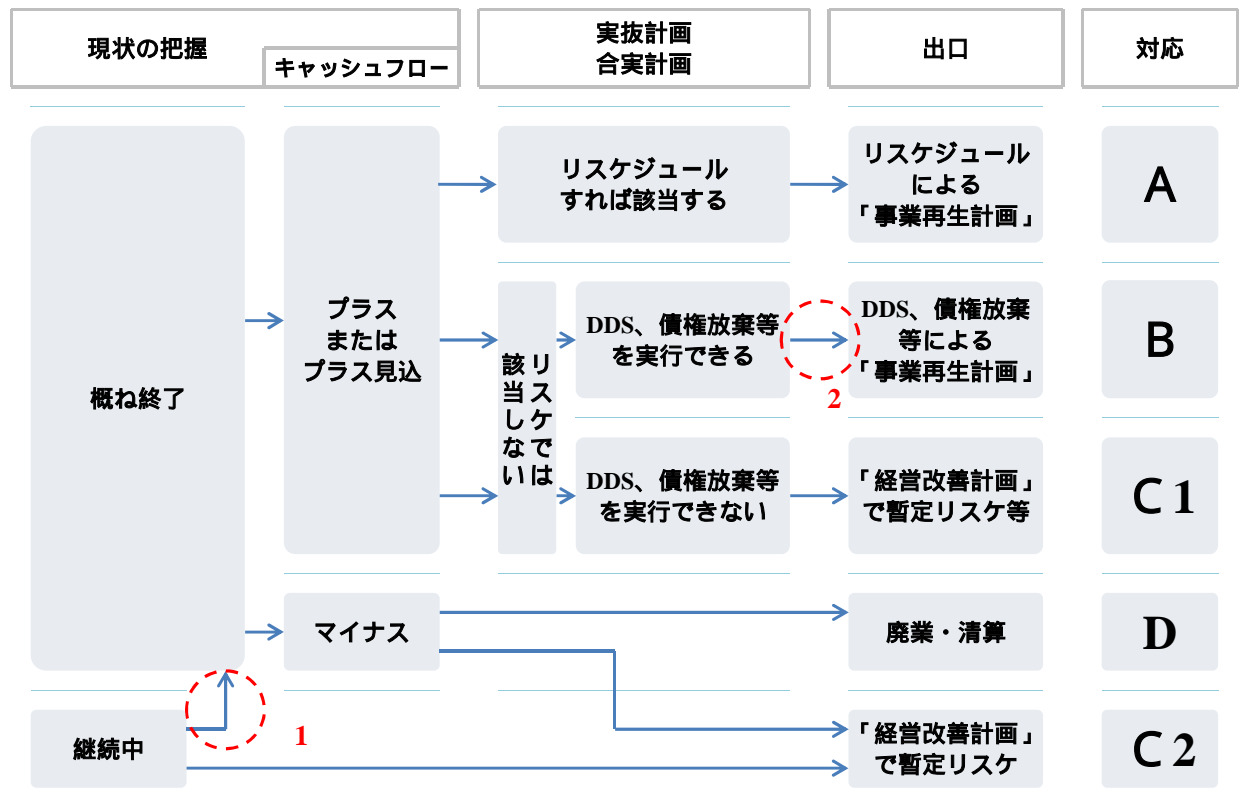 現状の把握
キャッシュフロー
実抜計画
合実計画
出口
対応
概ね終了
プラス
または
プラス見込
リスケジュール
すれば該当する
リスケジュール
による
「事業再生計画」
A
リスケでは
該当しない
DDS、債権放棄等
を実行できる
2
DDS、債権放棄
等による
「事業再生計画」
B
DDS、債権放棄等
を実行できない
「経営改善計画」
で暫定リスケ等
C1
マイナス
廃業・清算
D
継続中
1
「経営改善計画」
で暫定リスケ
C2